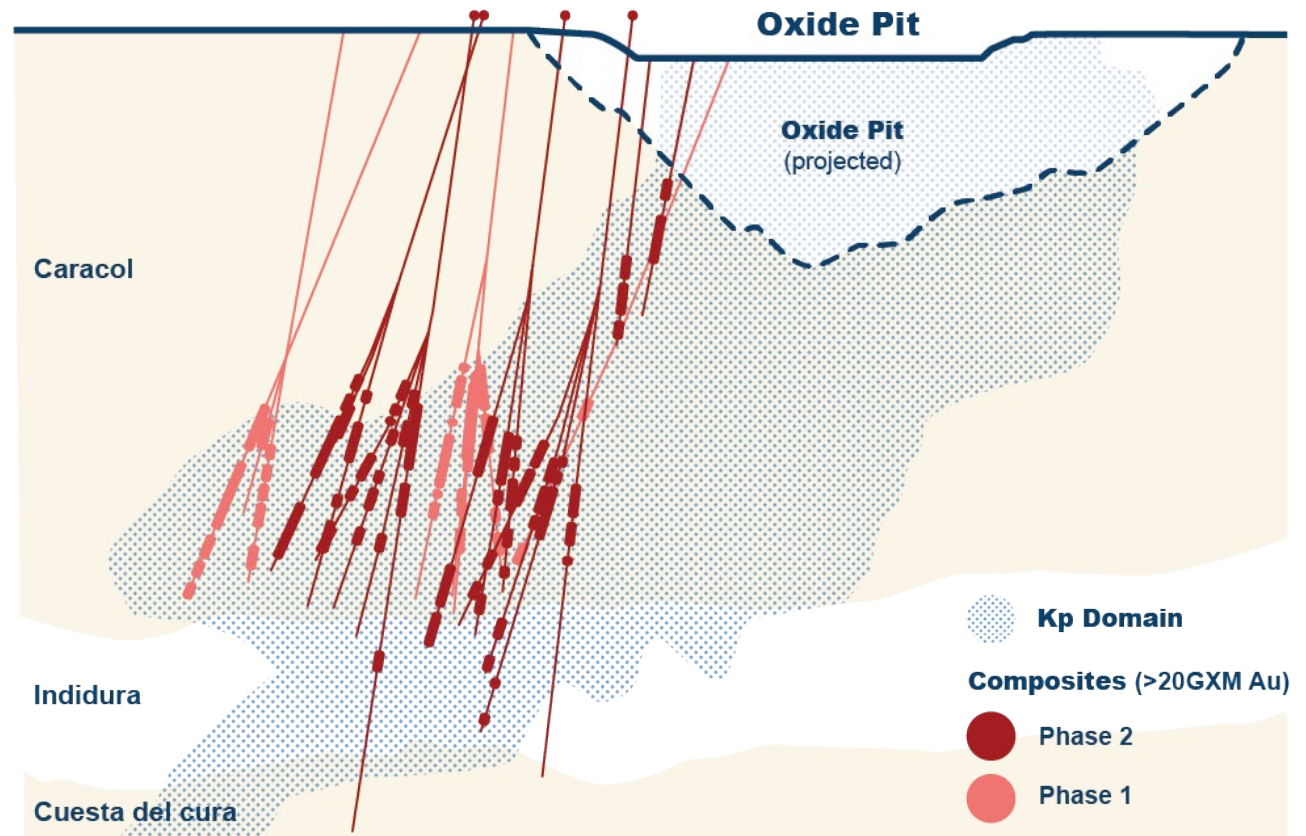 Oxide Pit
Oxide Pit
(projected)
Caracol
Kp Domain
Composites (>20GXM Au)
Indidura
Phase 2
Phase 1
Cuesta del cura